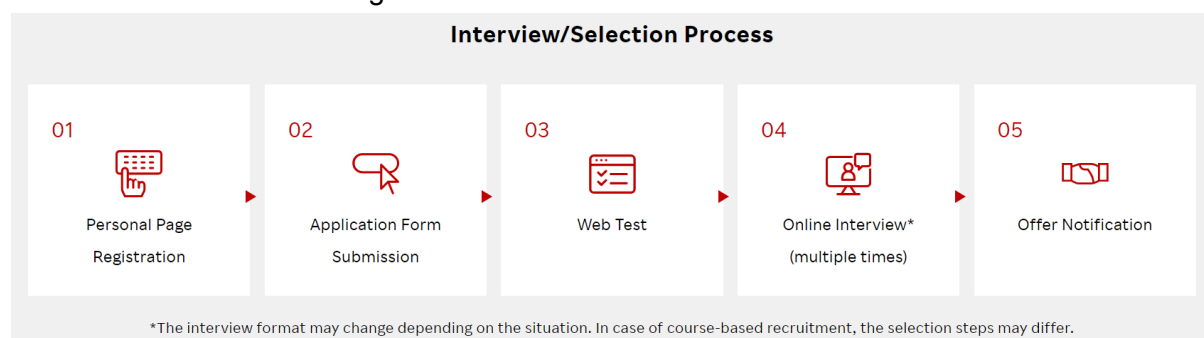 Interview/Selection Process
01
Personal Page
Registration
02
Application Form
Submission
03
Web Test
04
Online Interview*
(multiple times)
05
Offer Notification
*The interview format may change depending on the situation. In case of course-based recruitment, the selection steps may differ.